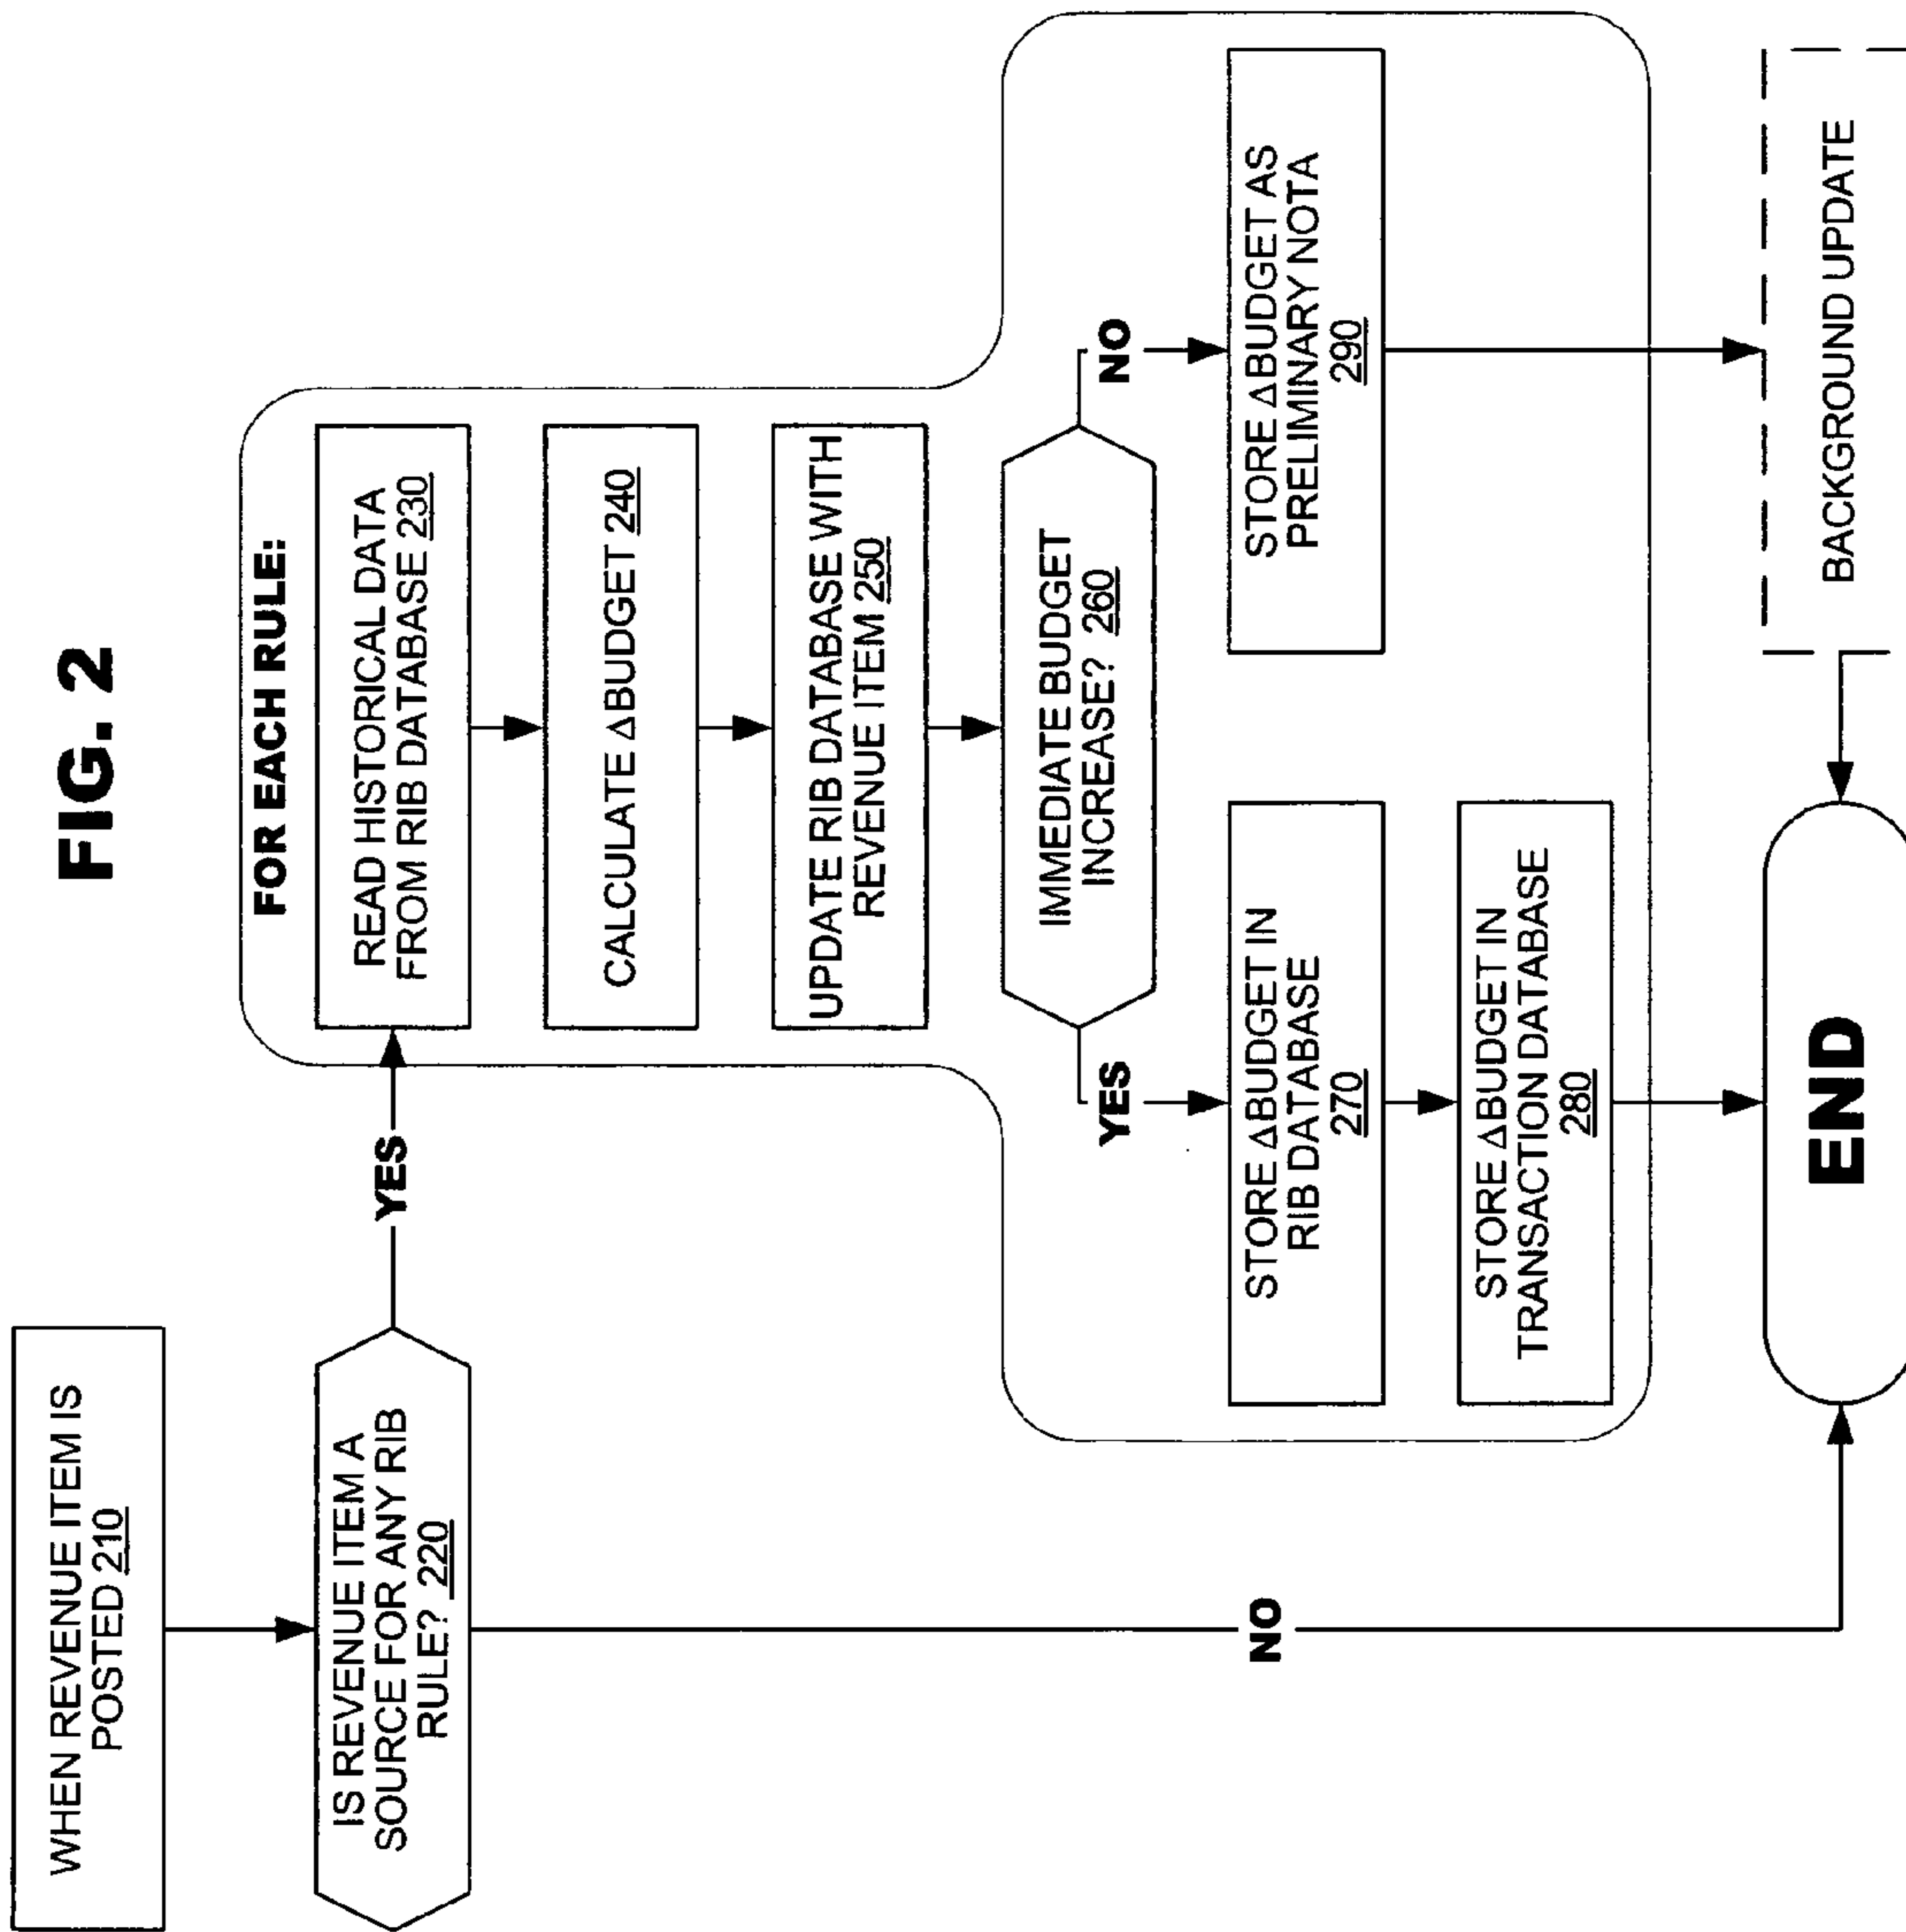 FIG. 2
WHEN REVENUE ITEM IS
POSTED 210
IS REVENUE ITEM A
SOURCE FOR ANY RIB
RULE? 220
YES
NO
FOR EACH RULE:
READ HISTORICAL DATA
FROM RIB DATABASE 230
CALCULATE ΔBUDGET 240
UPDATE RIB DATABASE WITH
REVENUE ITEM 250
IMMEDIATE BUDGET
INCREASE? 260
YES
NO
STORE ΔBUDGET IN
RIB DATABASE
270
STORE ΔBUDGET IN
TRANSACTION DATABASE
280
STORE ΔBUDGET AS
PRELIMINARY NOTA
290
BACKGROUND UPDATE
END